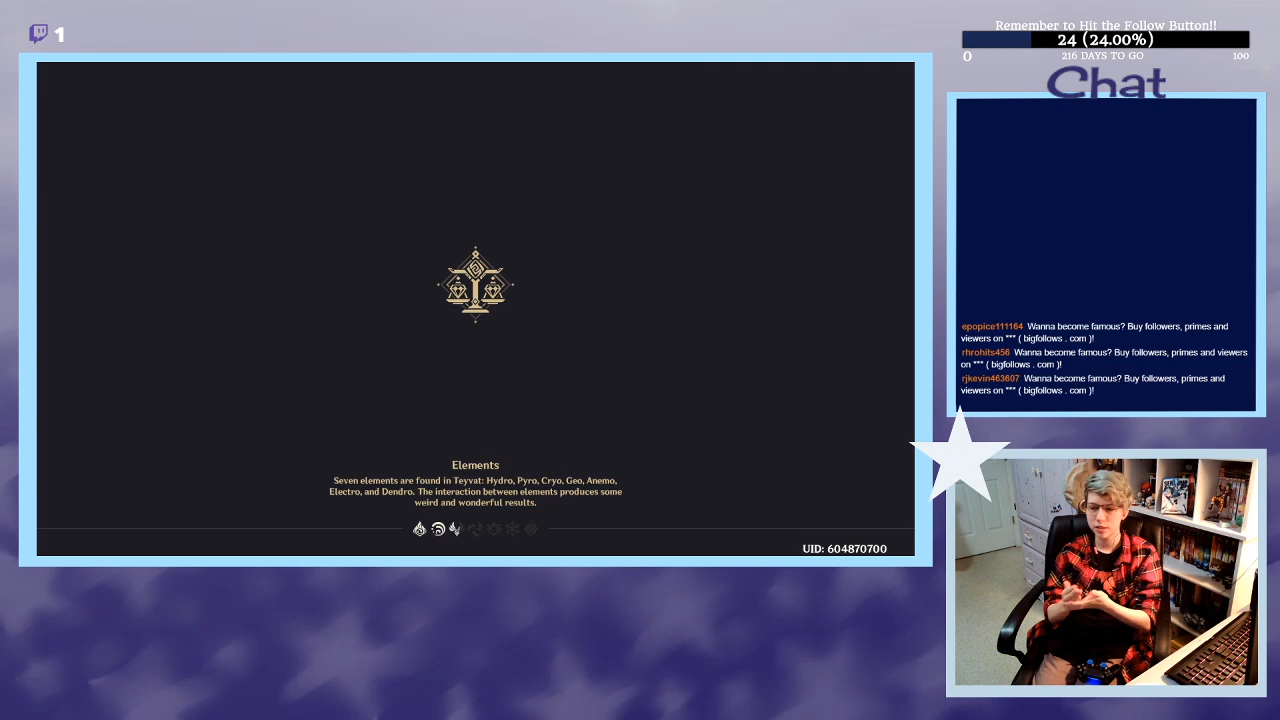 1
Remember to Hit the Follow Button!!
24 (24.00%)
0
216 DAYS TO GO
100
Chat
epopice111164 Wanna become famous? Buy followers, primes and
viewers on *** ( bigfollows . com )!
rhrohits456 Wanna become famous? Buy followers, primes and viewers
on *** ( bigfollows . com )!
rjkevin463607 Wanna become famous? Buy followers, primes and
viewers on *** ( bigfollows . com )!
Elements
Seven elements are found in Teyvat: Hydro, Pyro, Cryo, Geo, Anemo,
Electro, and Dendro. The interaction between elements produces some
weird and wonderful results.
UID: 604870700